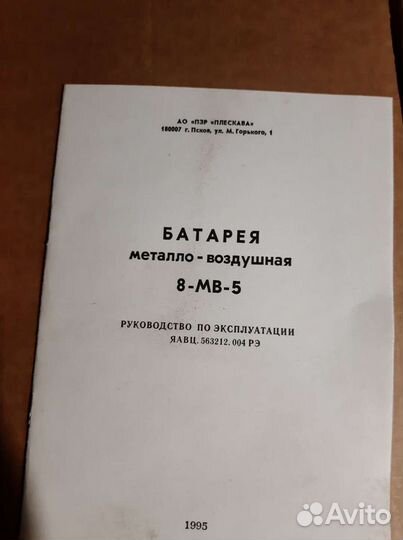 АО «ПЗР «ПЛЕСКАВА»
180007 г. Псков, ул. М. Горького, 1
БАТАРЕЯ
металло - воздушная
8-МВ-5
РУКОВОДСТВО ПО ЭКСПЛУАТАЦИИ
ЯАВЦ. 563212. 004 РЭ
1995
Avito